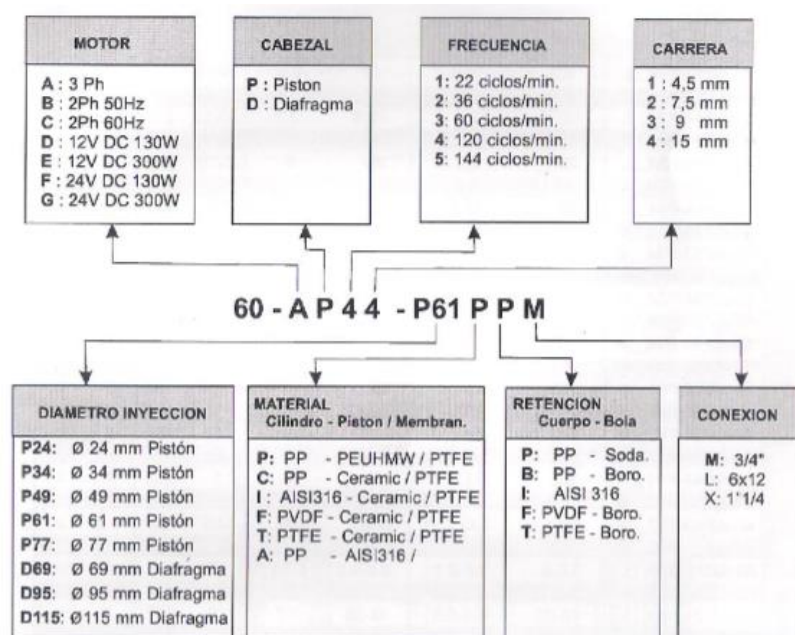 MOTOR
A : 3 Ph
B : 2Ph 50Hz
C : 2Ph 60Hz
D : 12V DC 130W
E : 12V DC 300W
F : 24V DC 130W
G : 24V DC 300W
CABEZAL
P : Piston
D : Diafragma
FRECUENCIA
1: 22 ciclos/min.
2: 36 ciclos/min.
3: 60 ciclos/min.
4: 120 ciclos/min.
5: 144 ciclos/min.
CARRERA
1 : 4,5 mm
2 : 7,5 mm
3 : 9 mm
4 : 15 mm
60 - A P 4 4 - P61 P P M
DIAMETRO INYECCION
P24: Ø 24 mm Pistón
P34: Ø 34 mm Pistón
P49: Ø 49 mm Pistón
P61: Ø 61 mm Pistón
P77: Ø 77 mm Pistón
D69: Ø 69 mm Diafragma
D95: Ø 95 mm Diafragma
D115: Ø115 mm Diafragma
MATERIAL
Cilindro - Piston / Membran.
P: PP - PEUHMW / PTFE
C: PP - Ceramic / PTFE
I : AISI316 - Ceramic / PTFE
F: PVDF - Ceramic / PTFE
T: PTFE - Ceramic / PTFE
A: PP - AISI316 /
RETENCION
Cuerpo - Bola
P: PP - Soda.
B: PP - Boro.
I: AISI 316
F: PVDF - Boro.
T: PTFE - Boro.
CONEXION
M: 3/4"
L: 6x12
X: 1"1/4